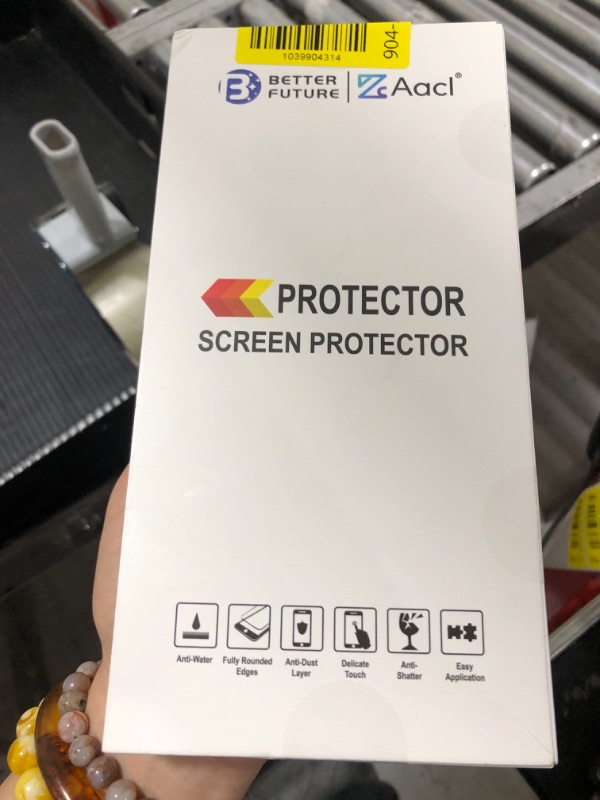 1039904314
904-
BETTER FUTURE
Aacl®
PROTECTOR
SCREEN PROTECTOR
Anti-Water
Fully Rounded Edges
Anti-Dust Layer
Delicate Touch
Anti-Shatter
Easy Application